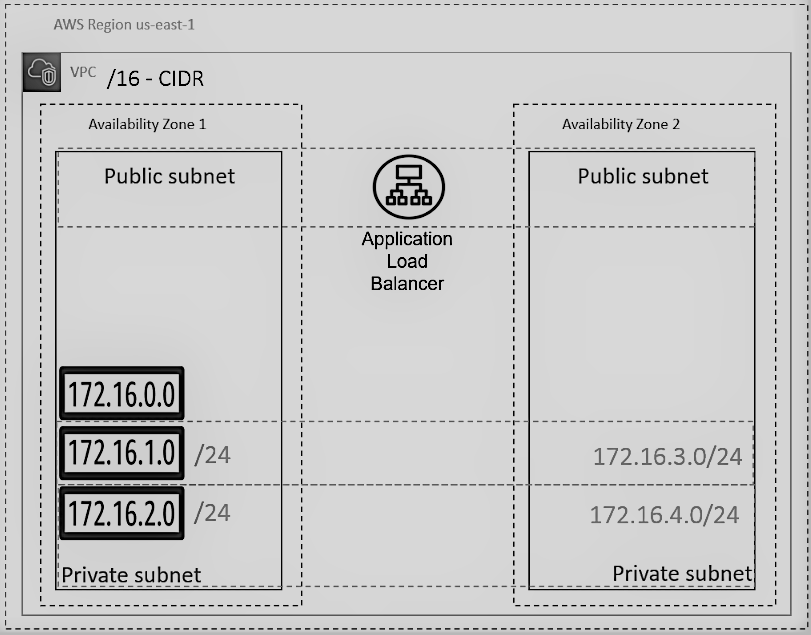 AWS Region us-east-1
VPC /16 - CIDR
Availability Zone 1
Availability Zone 2
Public subnet
Public subnet
Application
Load
Balancer
172.16.0.0
172.16.1.0 /24
172.16.3.0/24
172.16.2.0 /24
172.16.4.0/24
Private subnet
Private subnet